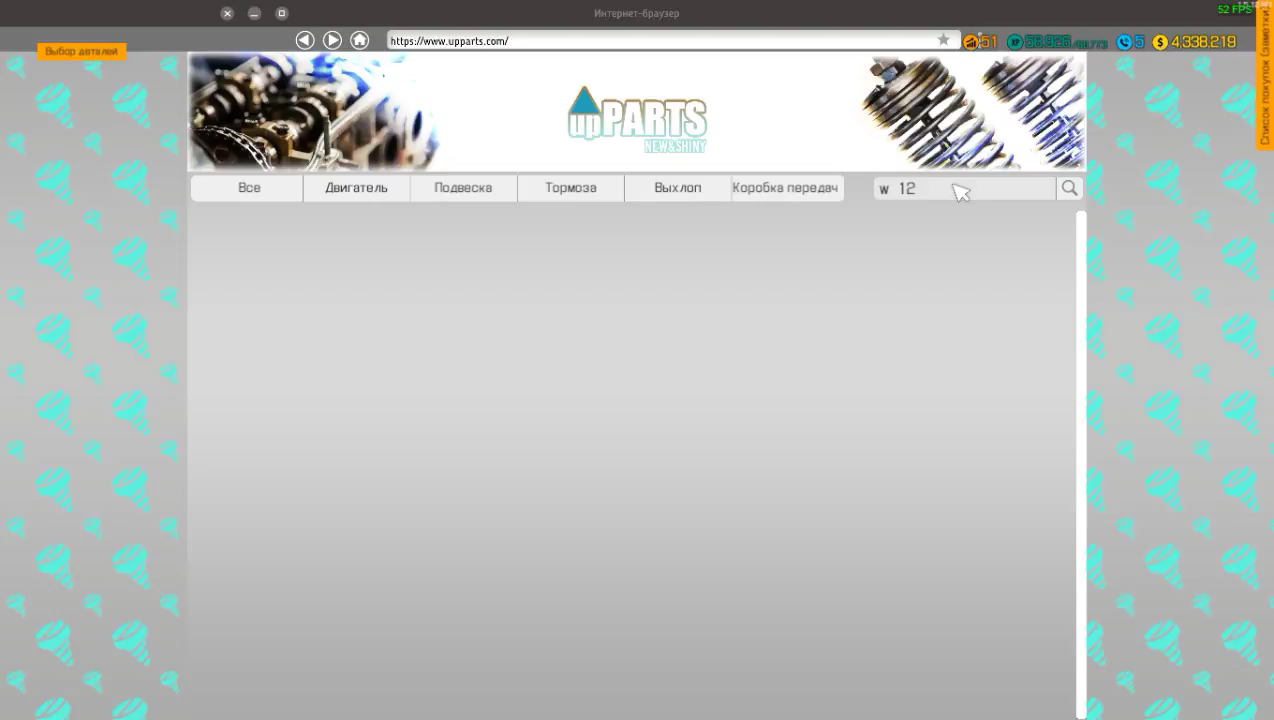 Интернет-браузер
52 FPS
https://www.upparts.com/
51
5
4,338,219
Выбор деталей
Список покупок (заметки)
upPARTS
NEW&SHINY
Все
Двигатель
Подвеска
Тормоза
Выхлоп
Коробка передач
w 12